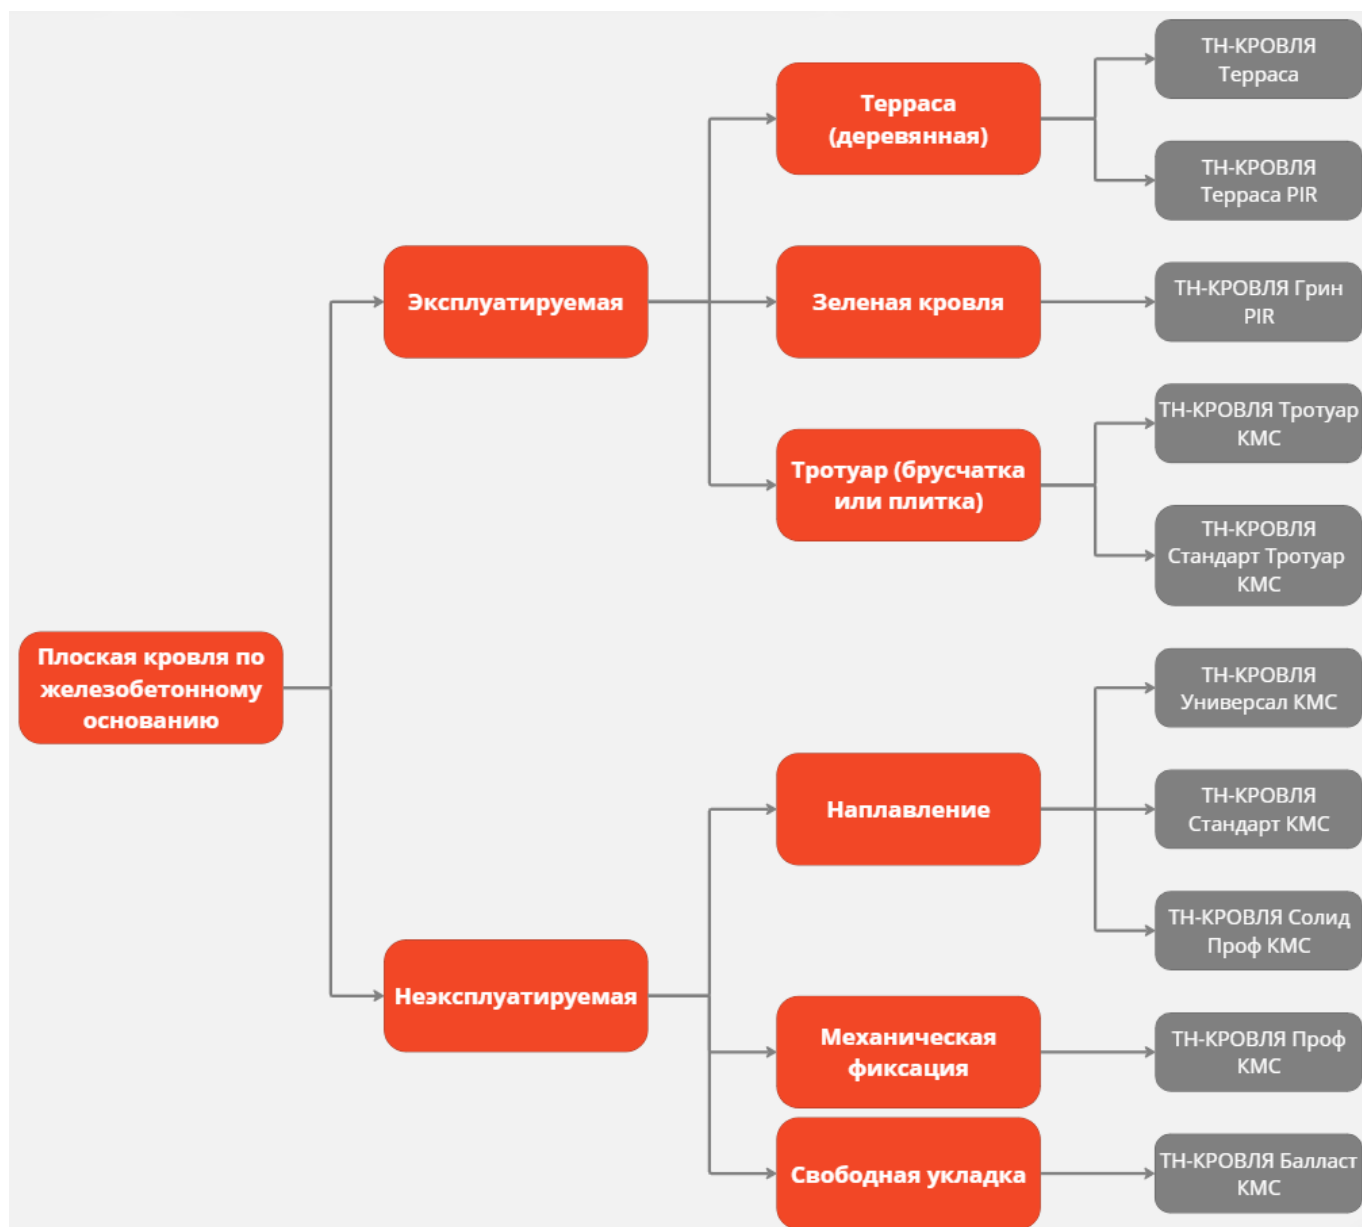 ТН-КРОВЛЯ
Терраса
Терраса
(деревянная)
ТН-КРОВЛЯ
Терраса PIR
Эксплуатируемая
Зеленая кровля
ТН-КРОВЛЯ Грин
PIR
ТН-КРОВЛЯ Тротуар
КМС
Тротуар (брусчатка
или плитка)
ТН-КРОВЛЯ
Стандарт Тротуар
КМС
Плоская кровля по
железобетонному
основанию
ТН-КРОВЛЯ
Универсал КМС
Наплавление
ТН-КРОВЛЯ
Стандарт КМС
ТН-КРОВЛЯ Солид
Проф КМС
Неэксплуатируемая
Механическая
фиксация
ТН-КРОВЛЯ Проф
КМС
Свободная укладка
ТН-КРОВЛЯ Балласт
КМС